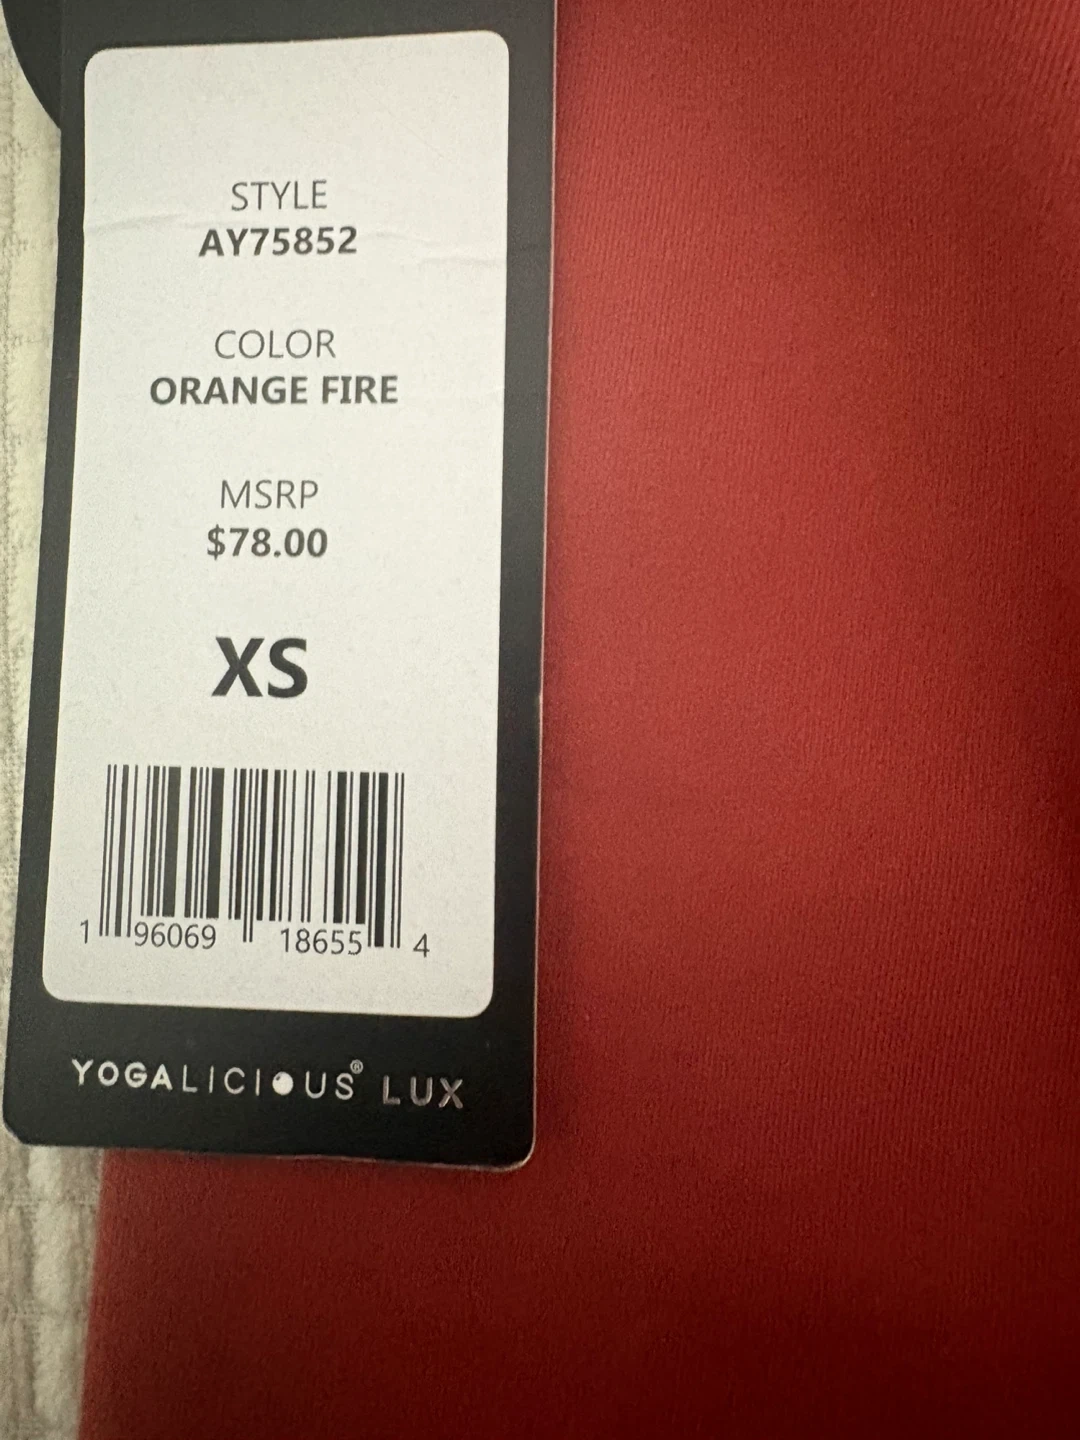 STYLE
AY75852
COLOR
ORANGE FIRE
MSRP
$78.00
XS
1 96069 18655 4
YOGALICIOUS® LUX